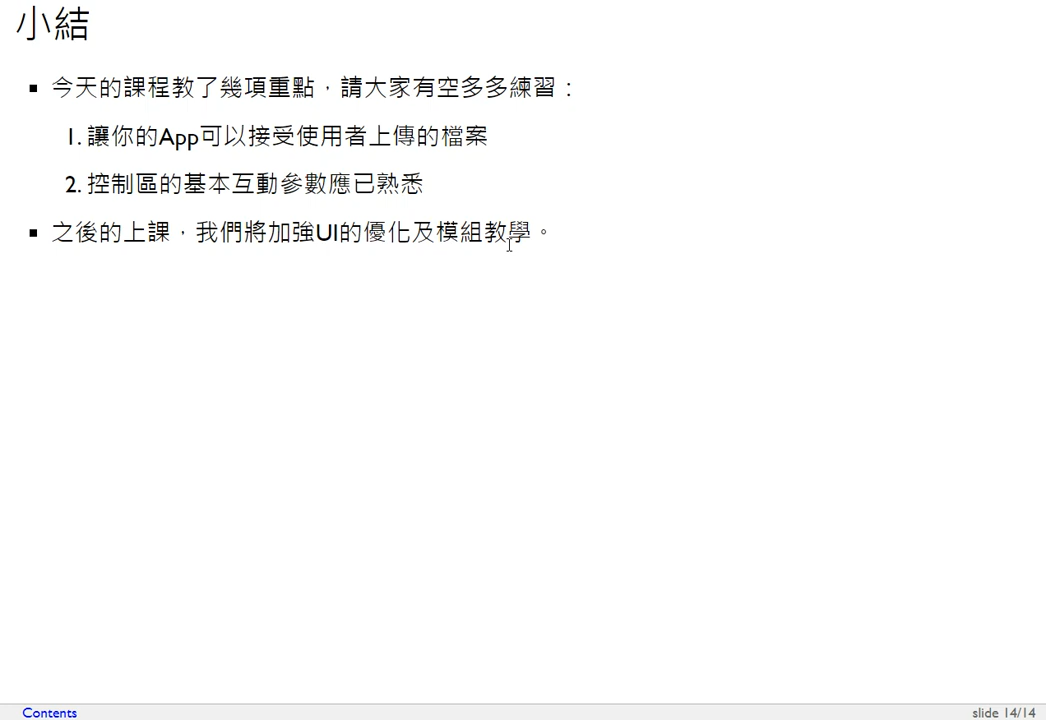 小結
▪ 今天的課程教了幾項重點，請大家有空多多練習：
1. 讓你的App可以接受使用者上傳的檔案
2. 控制區的基本互動參數應已熟悉
▪ 之後的上課，我們將加強UI的優化及模組教學。
Contents
slide 14/14